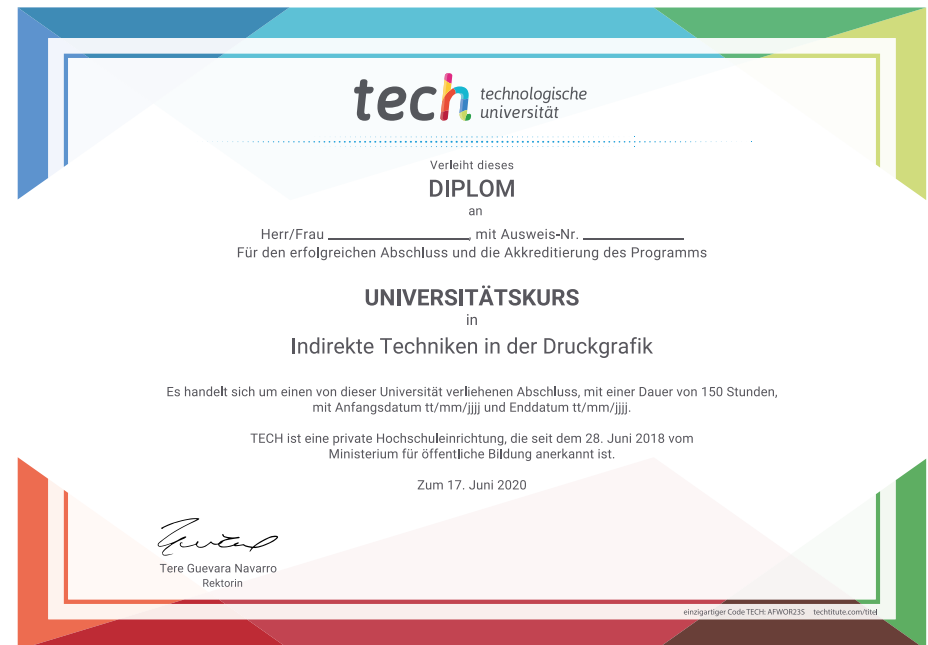 tech technologische
universität
Verleiht dieses
DIPLOM
an
Herr/Frau ____________________, mit Ausweis-Nr. ______________
Für den erfolgreichen Abschluss und die Akkreditierung des Programms
UNIVERSITÄTSKURS
in
Indirekte Techniken in der Druckgrafik
Es handelt sich um einen von dieser Universität verliehenen Abschluss, mit einer Dauer von 150 Stunden,
mit Anfangsdatum tt/mm/jjjj und Enddatum tt/mm/jjjj.
TECH ist eine private Hochschuleinrichtung, die seit dem 28. Juni 2018 vom
Ministerium für öffentliche Bildung anerkannt ist.
Zum 17. Juni 2020
Tere Guevara Navarro
Rektorin
einzigartiger Code TECH: AFWOR23S techtitute.com/titel